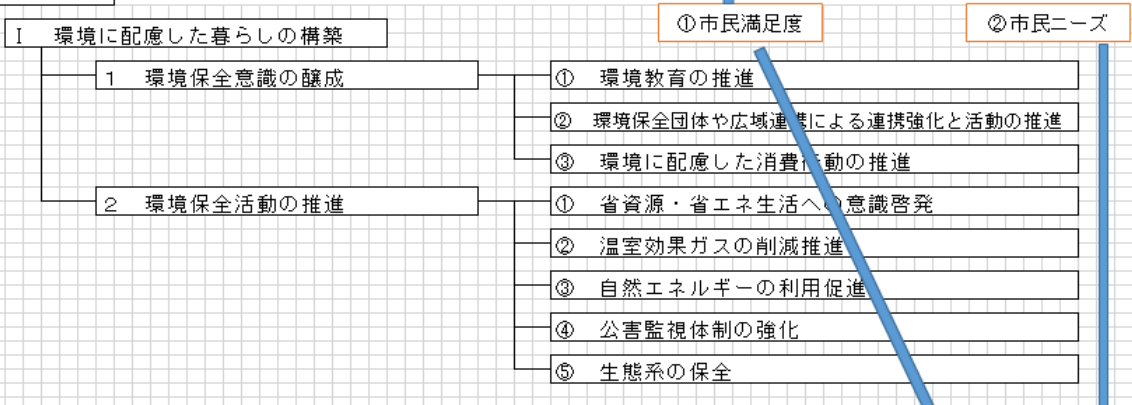 ①市民満足度
②市民ニーズ
Ⅰ 環境に配慮した暮らしの構築
1 環境保全意識の醸成
① 環境教育の推進
② 環境保全団体や広域連携による連携強化と活動の推進
③ 環境に配慮した消費行動の推進
2 環境保全活動の推進
① 省資源・省エネ生活への意識啓発
② 温室効果ガスの削減推進
③ 自然エネルギーの利用促進
④ 公害監視体制の強化
⑤ 生態系の保全